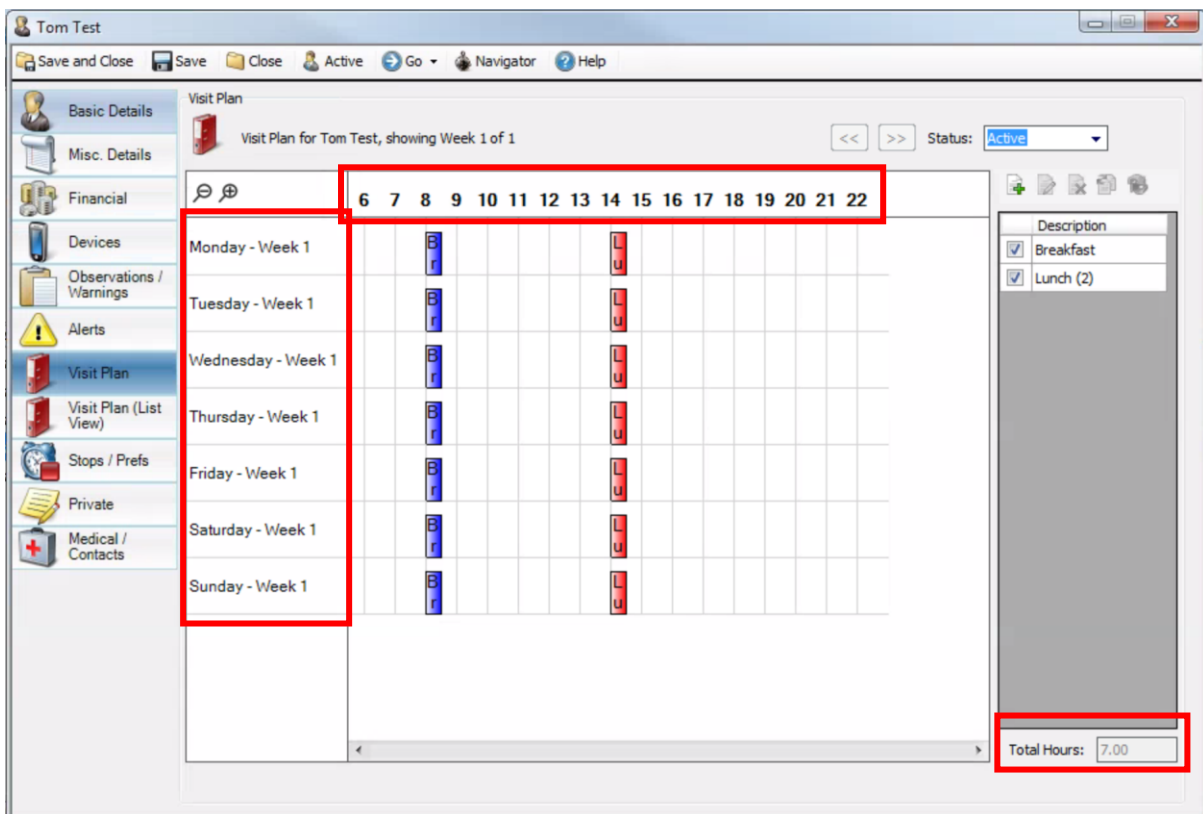 Tom Test
Save and Close Save Close Active Go Navigator Help
Basic Details
Misc. Details
Financial
Devices
Observations /
Warnings
Alerts
Visit Plan
Visit Plan (List
View)
Stops / Prefs
Private
Medical /
Contacts
Visit Plan
Visit Plan for Tom Test, showing Week 1 of 1
<< >> Status: Active
6 7 8 9 10 11 12 13 14 15 16 17 18 19 20 21 22
Monday - Week 1
B
r
L
u
Tuesday - Week 1
B
r
L
u
Wednesday - Week 1
B
r
L
u
Thursday - Week 1
B
r
L
u
Friday - Week 1
B
r
L
u
Saturday - Week 1
B
r
L
u
Sunday - Week 1
B
r
L
u
Description
Breakfast
Lunch (2)
Total Hours: 7.00